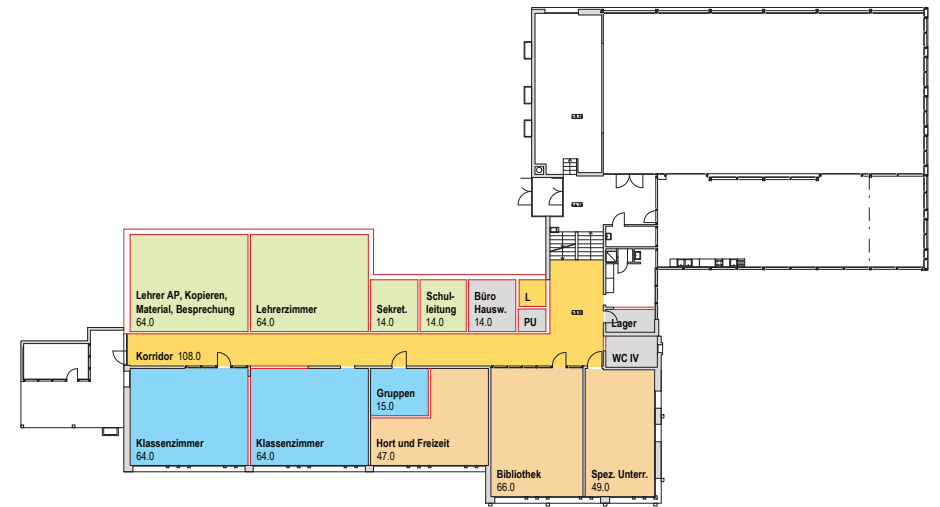 Lehrer AP, Kopieren,
Material, Besprechung
64.0
Lehrerzimmer
64.0
Sekret.
14.0
Schul-
leitung
14.0
Büro
Hausw.
14.0
L
PU
Lager
Korridor 108.0
WC IV
Klassenzimmer
64.0
Klassenzimmer
64.0
Gruppen
15.0
Hort und Freizeit
47.0
Bibliothek
66.0
Spez. Unterr.
49.0